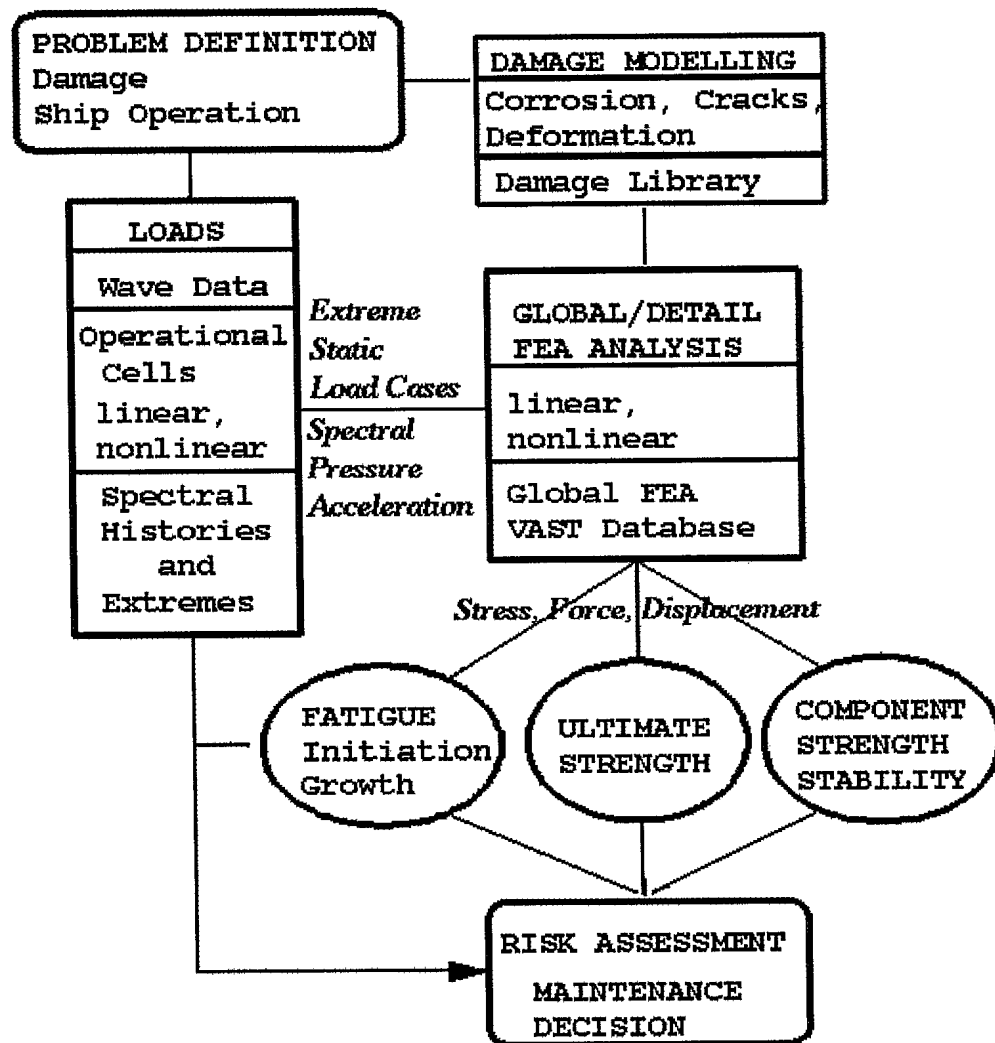 PROBLEM DEFINITION
Damage
Ship Operation
DAMAGE MODELLING
Corrosion, Cracks,
Deformation
Damage Library
LOADS
Wave Data
Operational
Cells
linear,
nonlinear
Spectral
Histories
and
Extremes
Extreme
Static
Load Cases
Spectral
Pressure
Acceleration
GLOBAL/DETAIL
FEA ANALYSIS
linear,
nonlinear
Global FEA
VAST Database
Stress, Force, Displacement
FATIGUE
Initiation
Growth
ULTIMATE
STRENGTH
COMPONENT
STRENGTH
STABILITY
RISK ASSESSMENT
MAINTENANCE
DECISION